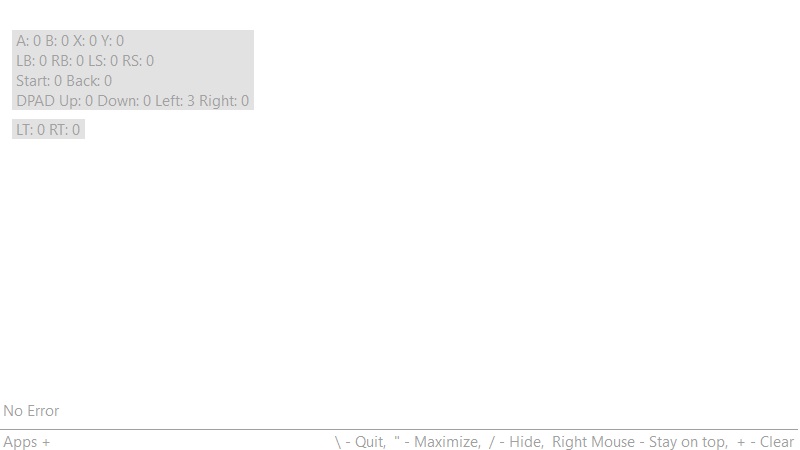 A: 0 B: 0 X: 0 Y: 0
LB: 0 RB: 0 LS: 0 RS: 0
Start: 0 Back: 0
DPAD Up: 0 Down: 0 Left: 3 Right: 0
LT: 0 RT: 0
No Error
Apps + \ - Quit, " - Maximize, / - Hide, Right Mouse - Stay on top, + - Clear